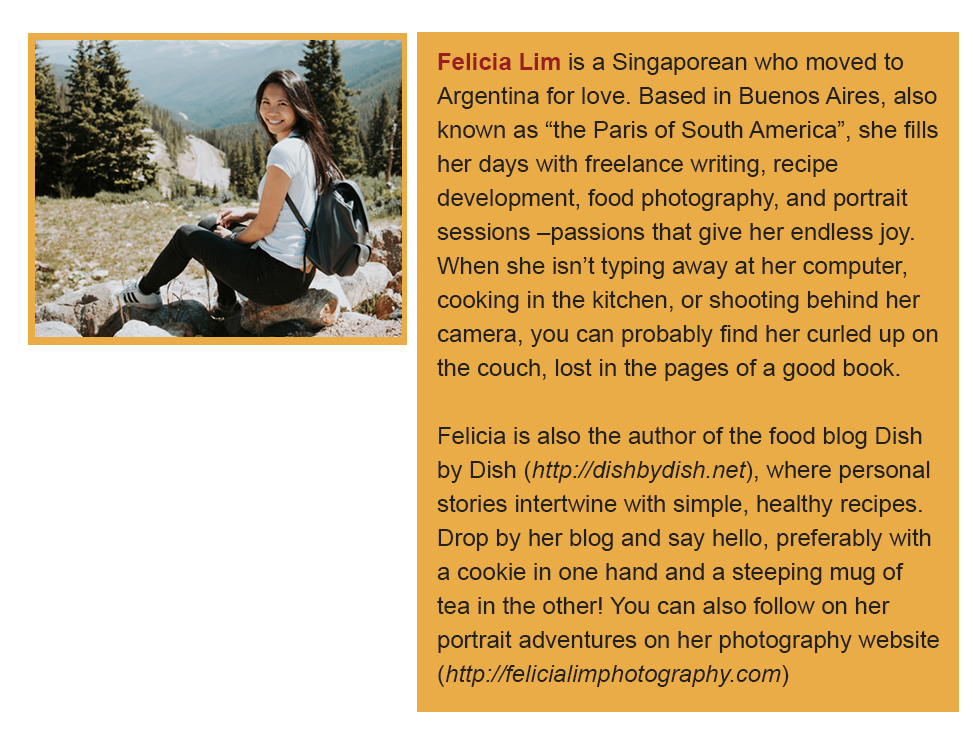 Felicia Lim is a Singaporean who moved to
Argentina for love. Based in Buenos Aires, also
known as “the Paris of South America”, she fills
her days with freelance writing, recipe
development, food photography, and portrait
sessions –passions that give her endless joy.
When she isn’t typing away at her computer,
cooking in the kitchen, or shooting behind her
camera, you can probably find her curled up on
the couch, lost in the pages of a good book.

Felicia is also the author of the food blog Dish
by Dish (http://dishbydish.net), where personal
stories intertwine with simple, healthy recipes.
Drop by her blog and say hello, preferably with
a cookie in one hand and a steeping mug of
tea in the other! You can also follow on her
portrait adventures on her photography website
(http://felicialimphotography.com)